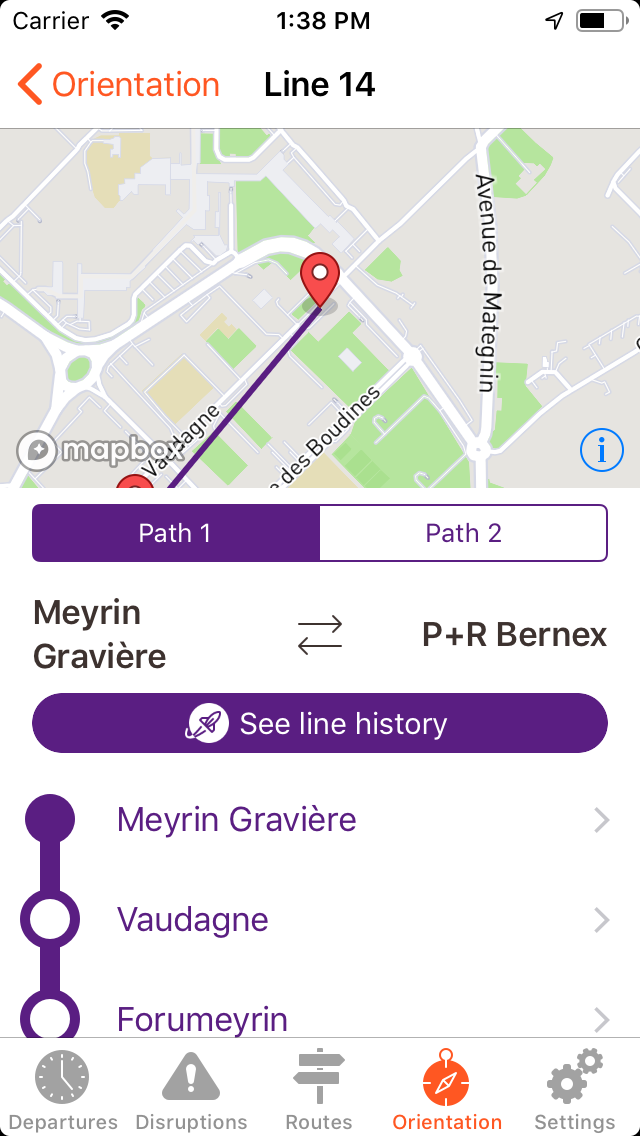 Carrier 1:38 PM
Orientation Line 14
Avenue de Mategnin
Vaudagne
e des Boudines
mapbox
i
Path 1 Path 2
Meyrin
Gravière
P+R Bernex
See line history
Meyrin Gravière
Vaudagne
Forumeyrin
Departures Disruptions Routes Orientation Settings